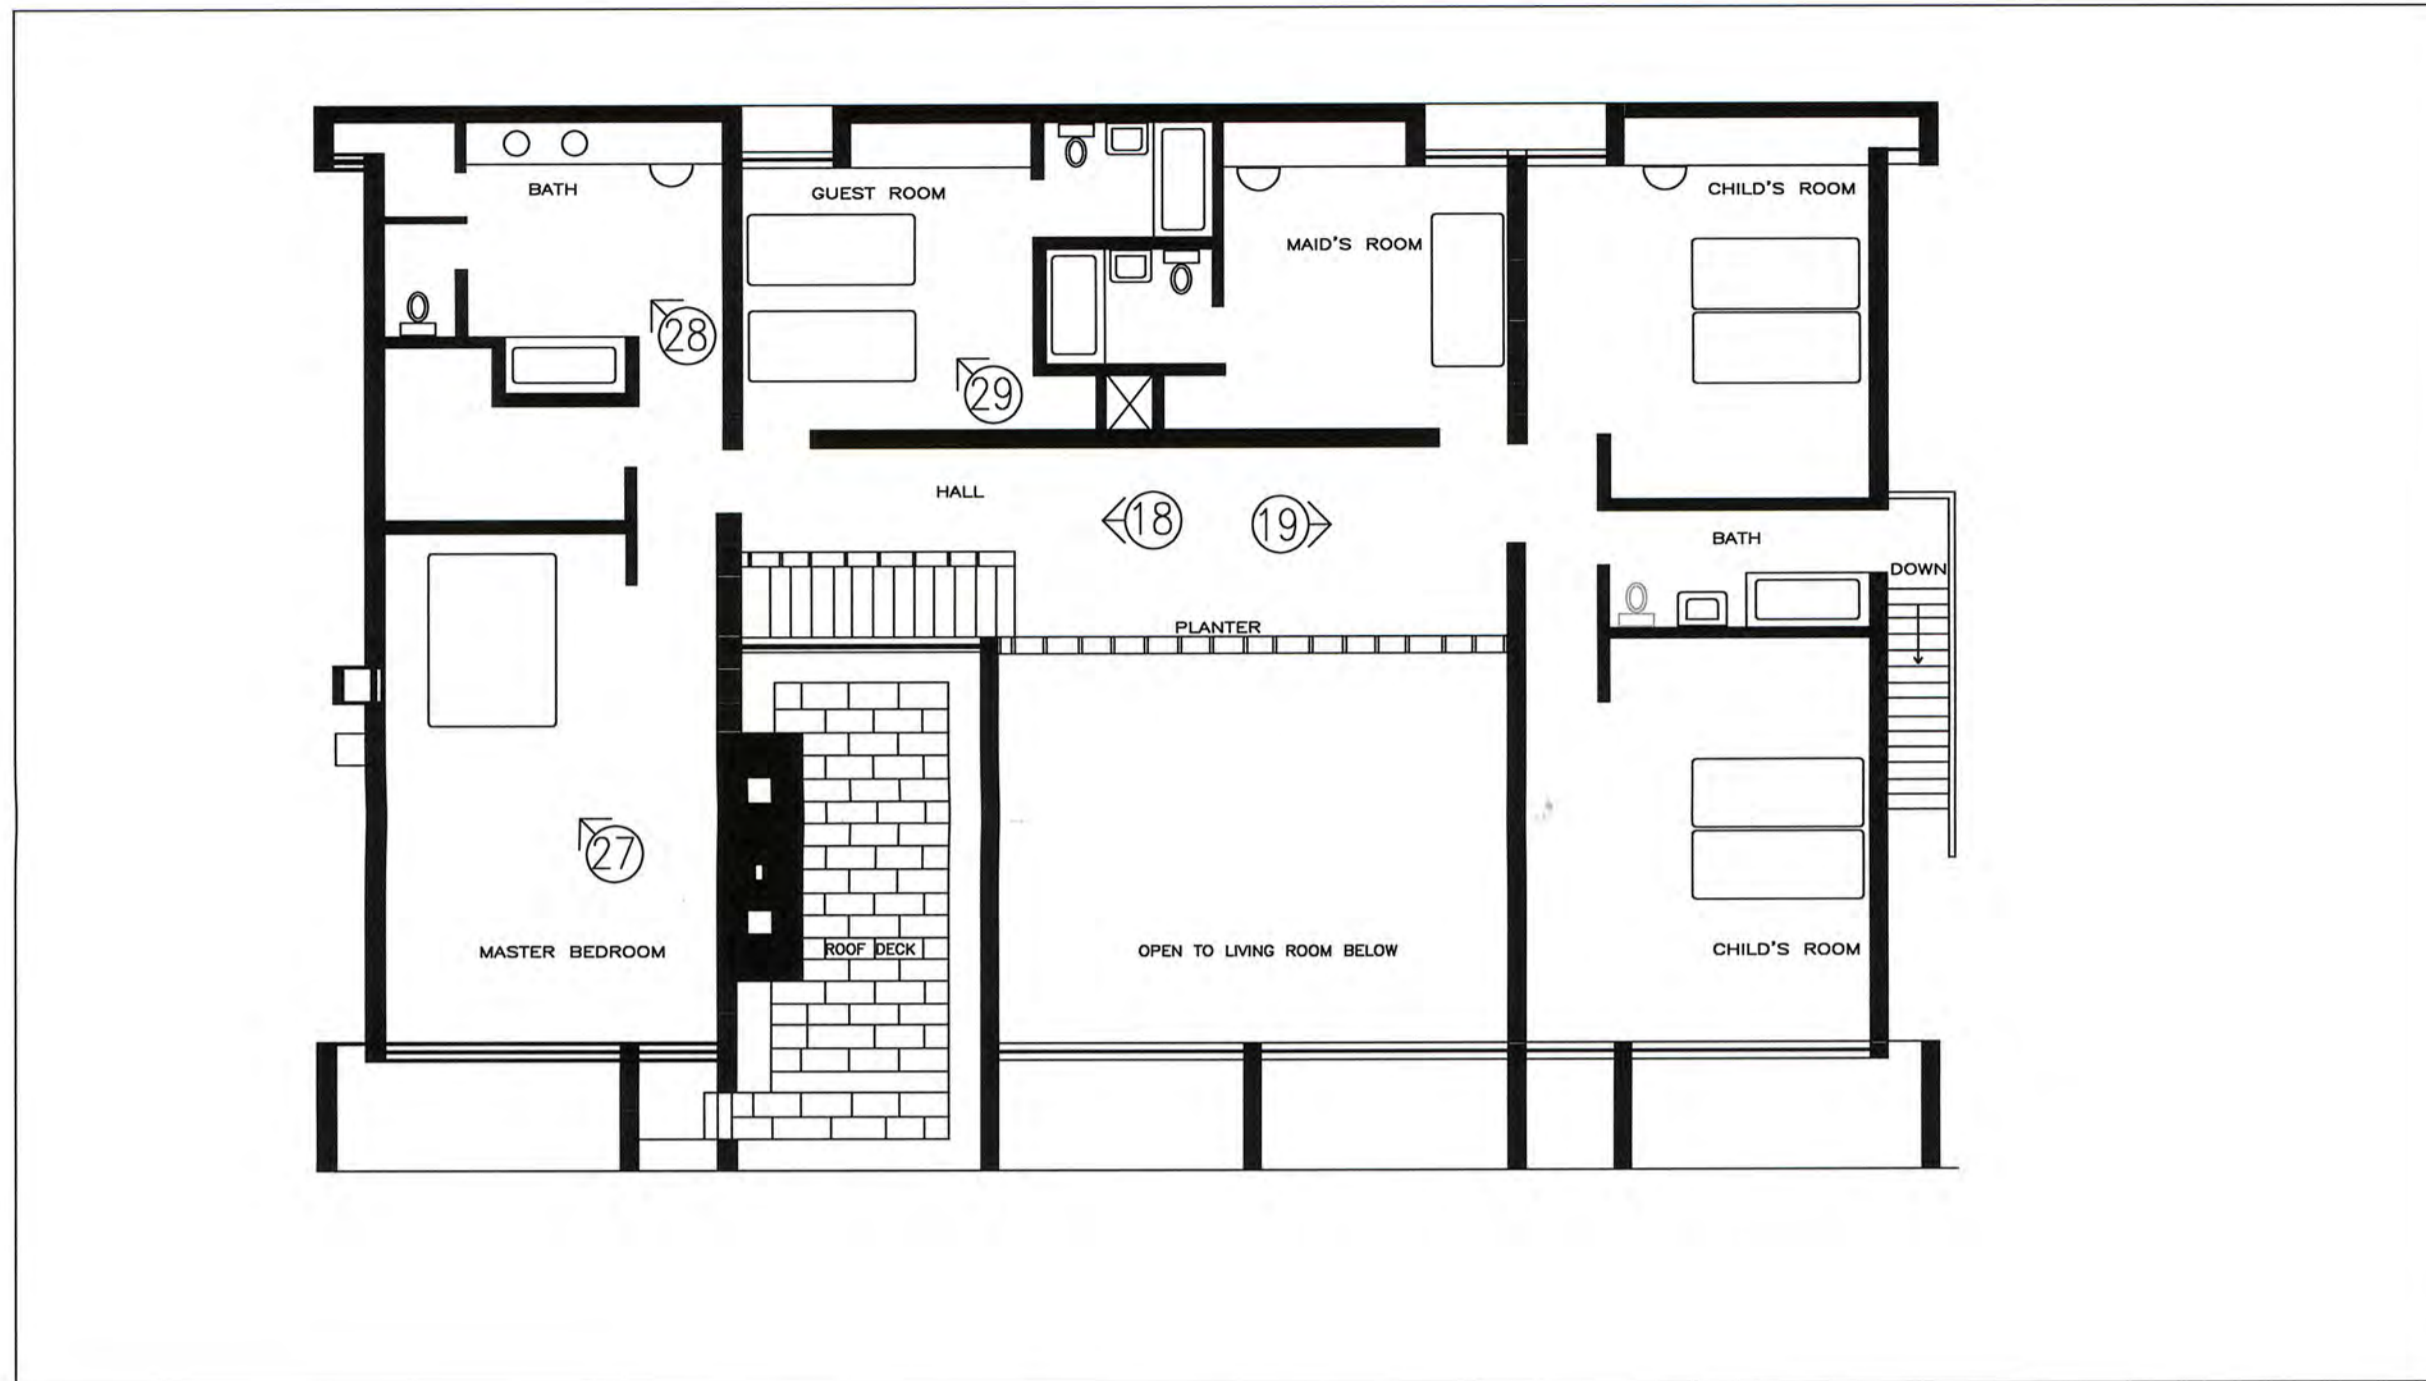 BATH
GUEST ROOM
CHILD'S ROOM
MAID'S ROOM
28
29
HALL
18
19
BATH
DOWN
PLANTER
27
MASTER BEDROOM
ROOF DECK
OPEN TO LIVING ROOM BELOW
CHILD'S ROOM